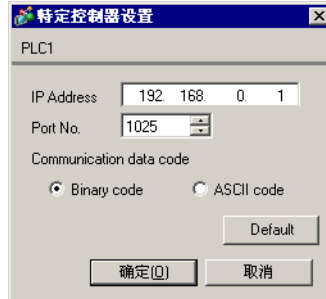 特定控制器设置
PLC1
IP Address 192. 168. 0. 1
Port No. 1025
Communication data code
Binary code ASCII code
Default
确定(O) 取消